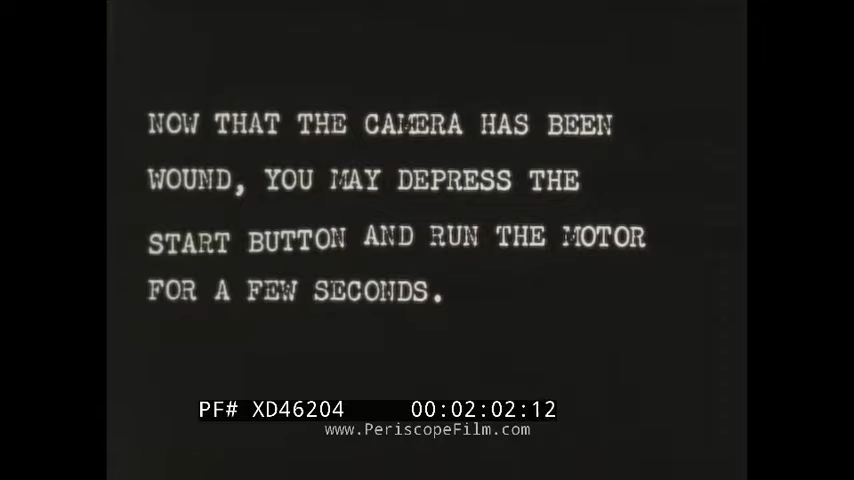 NOW THAT THE CAMERA HAS BEEN
WOUND, YOU MAY DEPRESS THE
START BUTTON AND RUN THE MOTOR
FOR A FEW SECONDS.
PF# XD46204 00:02:02:12
www.PeriscopeFilm.com